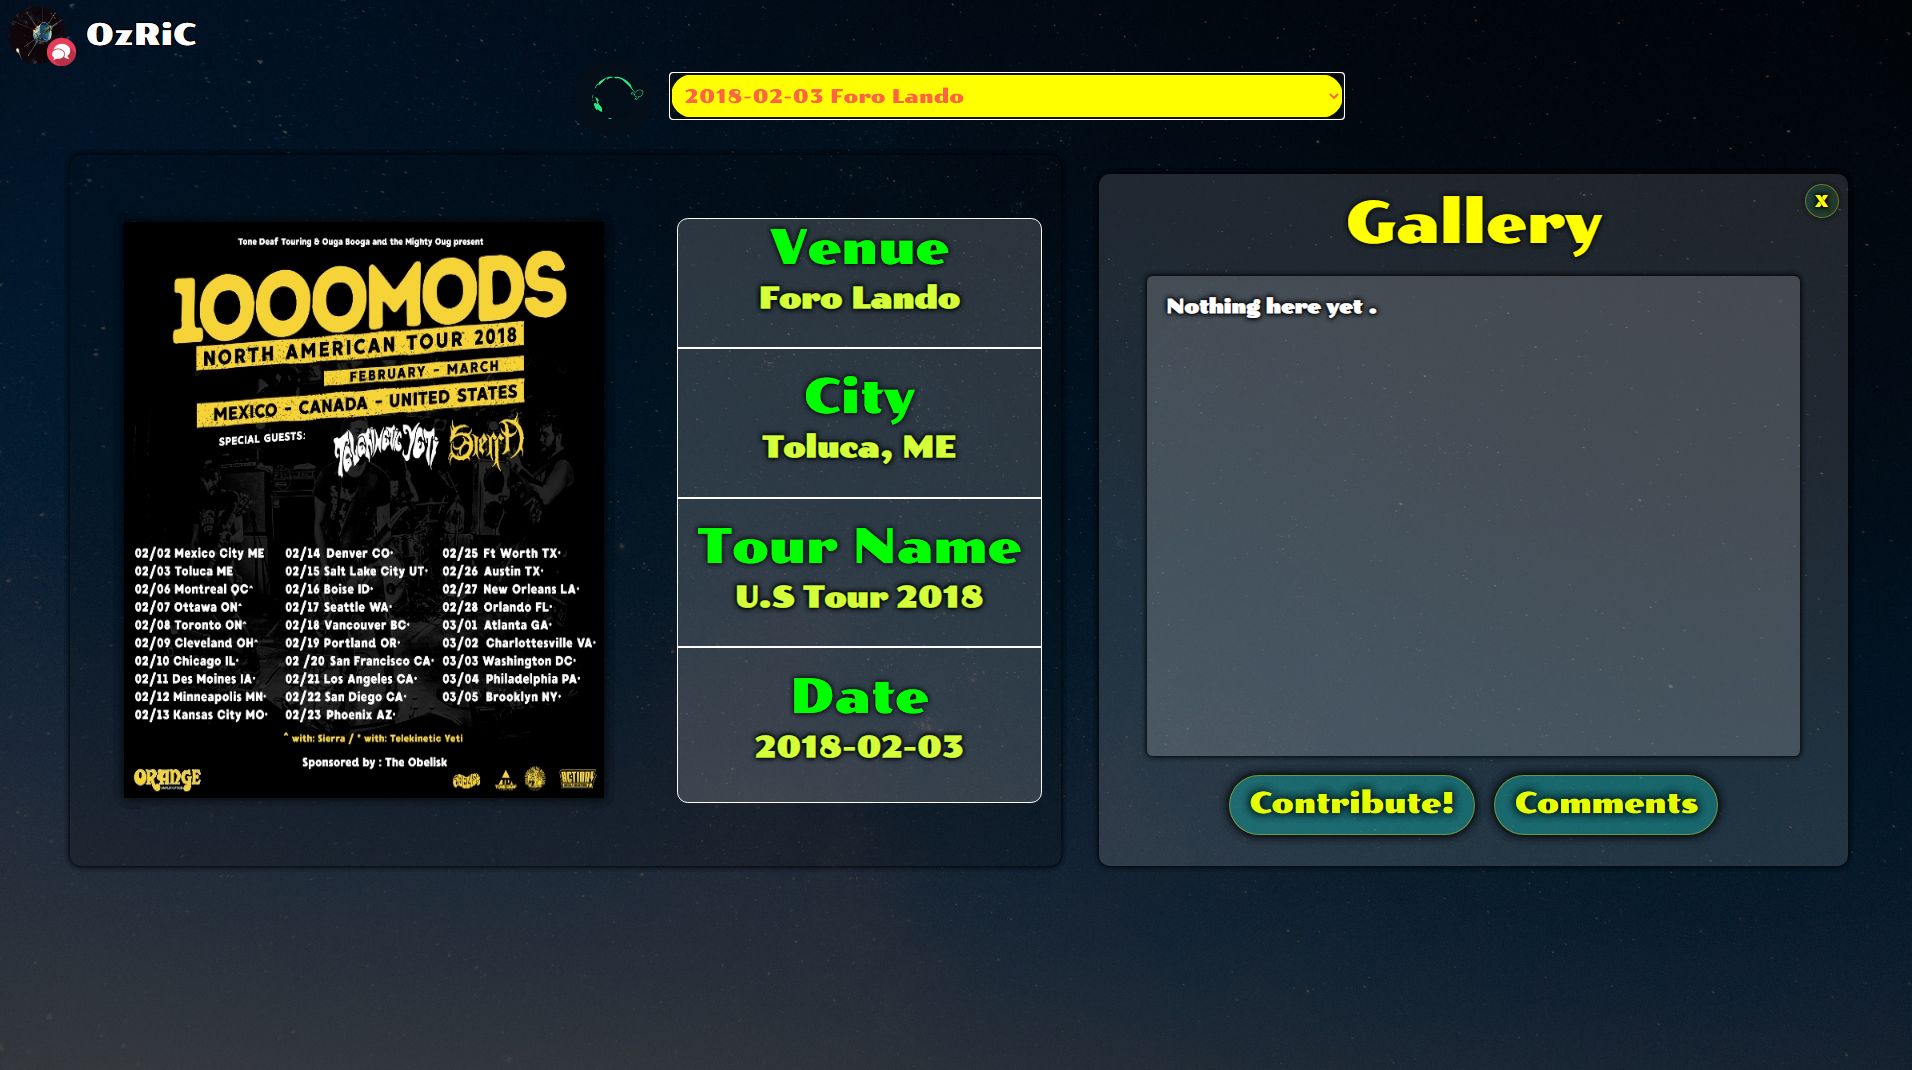 OzRiC
2018-02-03 Foro Lando
Tone Deaf Touring & Ouga Booga and the Mighty Oug present
1000MODS
NORTH AMERICAN TOUR 2018
FEBRUARY - MARCH
MEXICO - CANADA - UNITED STATES
SPECIAL GUESTS:
TELEKINETIC YETI
Sierra
02/02 Mexico City ME
02/03 Toluca ME
02/06 Montreal QC^
02/07 Ottawa ON^
02/08 Toronto ON^
02/09 Cleveland OH^
02/10 Chicago IL*
02/11 Des Moines IA*
02/12 Minneapolis MN*
02/13 Kansas City MO*
02/14 Denver CO*
02/15 Salt Lake City UT*
02/16 Boise ID*
02/17 Seattle WA*
02/18 Vancouver BC*
02/19 Portland OR*
02 /20 San Francisco CA*
02/21 Los Angeles CA*
02/22 San Diego CA*
02/23 Phoenix AZ*
02/25 Ft Worth TX*
02/26 Austin TX*
02/27 New Orleans LA*
02/28 Orlando FL*
03/01 Atlanta GA*
03/02 Charlottesville VA*
03/03 Washington DC*
03/04 Philadelphia PA*
03/05 Brooklyn NY*
^ with: Sierra / * with: Telekinetic Yeti
Sponsored by : The Obelisk
ORANGE
Venue
Foro Lando
City
Toluca, ME
Tour Name
U.S Tour 2018
Date
2018-02-03
X
Gallery
Nothing here yet .
Contribute!
Comments